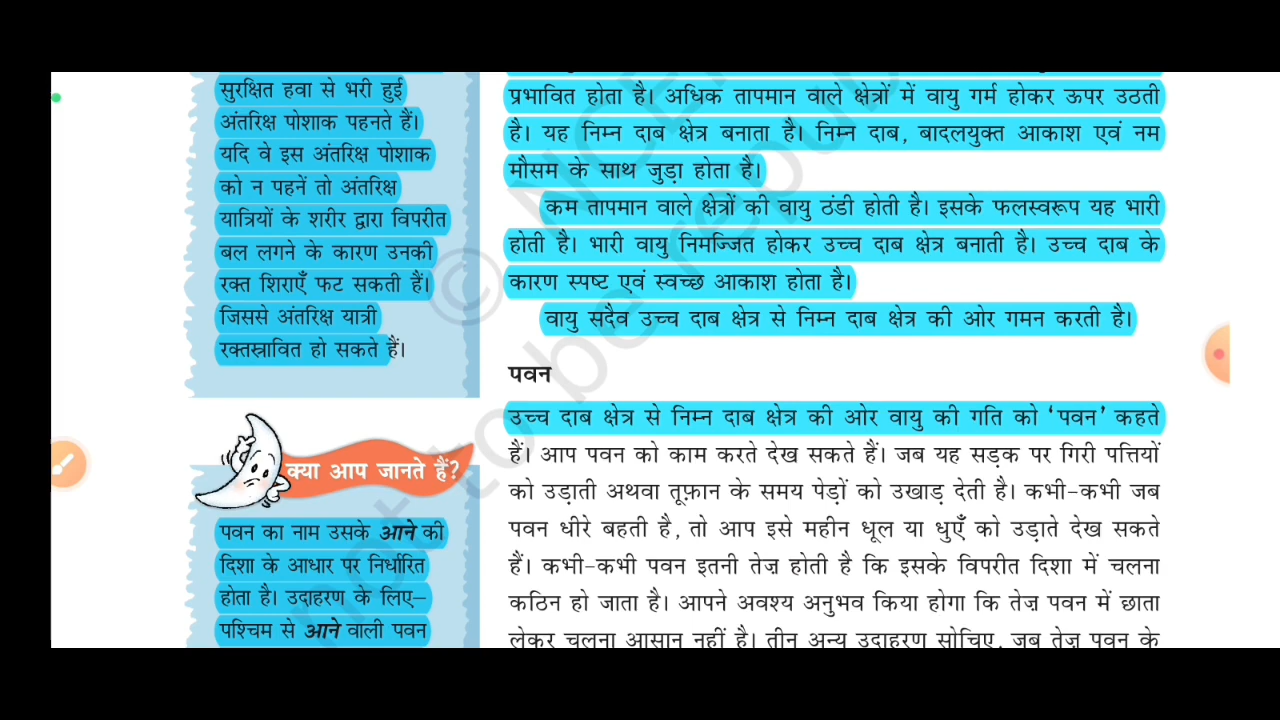 सुरक्षित हवा से भरी हुई
अंतरिक्ष पोशाक पहनते हैं।
यदि वे इस अंतरिक्ष पोशाक
को न पहनें तो अंतरिक्ष
यात्रियों के शरीर द्वारा विपरीत
बल लगने के कारण उनकी
रक्त शिराएँ फट सकती हैं।
जिससे अंतरिक्ष यात्री
रक्तस्रावित हो सकते हैं।
क्या आप जानते हैं?
पवन का नाम उसके आने की
दिशा के आधार पर निर्धारित
होता है। उदाहरण के लिए–
पश्चिम से आने वाली पवन
प्रभावित होता है। अधिक तापमान वाले क्षेत्रों में वायु गर्म होकर ऊपर उठती
है। यह निम्न दाब क्षेत्र बनाता है। निम्न दाब, बादलयुक्त आकाश एवं नम
मौसम के साथ जुड़ा होता है।
कम तापमान वाले क्षेत्रों की वायु ठंडी होती है। इसके फलस्वरूप यह भारी
होती है। भारी वायु निमज्जित होकर उच्च दाब क्षेत्र बनाती है। उच्च दाब के
कारण स्पष्ट एवं स्वच्छ आकाश होता है।
वायु सदैव उच्च दाब क्षेत्र से निम्न दाब क्षेत्र की ओर गमन करती है।
पवन
उच्च दाब क्षेत्र से निम्न दाब क्षेत्र की ओर वायु की गति को ‘पवन’ कहते
हैं। आप पवन को काम करते देख सकते हैं। जब यह सड़क पर गिरी पत्तियों
को उड़ाती अथवा तूफ़ान के समय पेड़ों को उखाड़ देती है। कभी-कभी जब
पवन धीरे बहती है, तो आप इसे महीन धूल या धुएँ को उड़ाते देख सकते
हैं। कभी-कभी पवन इतनी तेज़ होती है कि इसके विपरीत दिशा में चलना
कठिन हो जाता है। आपने अवश्य अनुभव किया होगा कि तेज़ पवन में छाता
लेकर चलना आसान नहीं है। तीन अन्य उदाहरण सोचिए, जब तेज़ पवन के
not to be republ